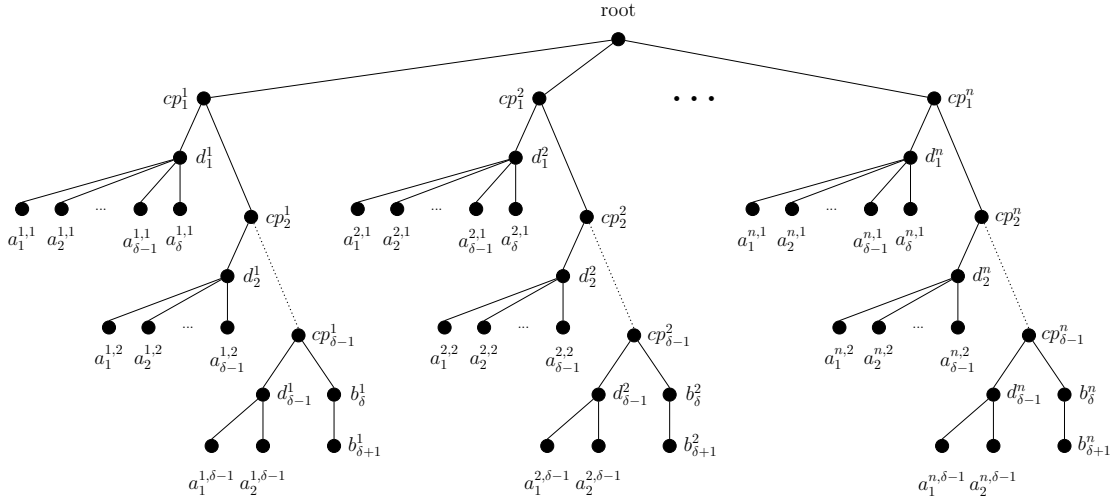 root
cp_1^1 cp_1^2 • • • cp_1^n
d_1^1 d_1^2 d_1^n
... ... ...
a_1^{1,1} a_2^{1,1} a_{δ-1}^{1,1} a_δ^{1,1} cp_2^1 a_1^{2,1} a_2^{2,1} a_{δ-1}^{2,1} a_δ^{2,1} cp_2^2 a_1^{n,1} a_2^{n,1} a_{δ-1}^{n,1} a_δ^{n,1} cp_2^n
d_2^1 d_2^2 d_2^n
... ... ...
a_1^{1,2} a_2^{1,2} a_{δ-1}^{1,2} cp_{δ-1}^1 a_1^{2,2} a_2^{2,2} a_{δ-1}^{2,2} cp_{δ-1}^2 a_1^{n,2} a_2^{n,2} a_{δ-1}^{n,2} cp_{δ-1}^n
d_{δ-1}^1 b_δ^1 d_{δ-1}^2 b_δ^2 d_{δ-1}^n b_δ^n
b_{δ+1}^1 b_{δ+1}^2 b_{δ+1}^n
a_1^{1,δ-1} a_2^{1,δ-1} a_1^{2,δ-1} a_2^{2,δ-1} a_1^{n,δ-1} a_2^{n,δ-1}